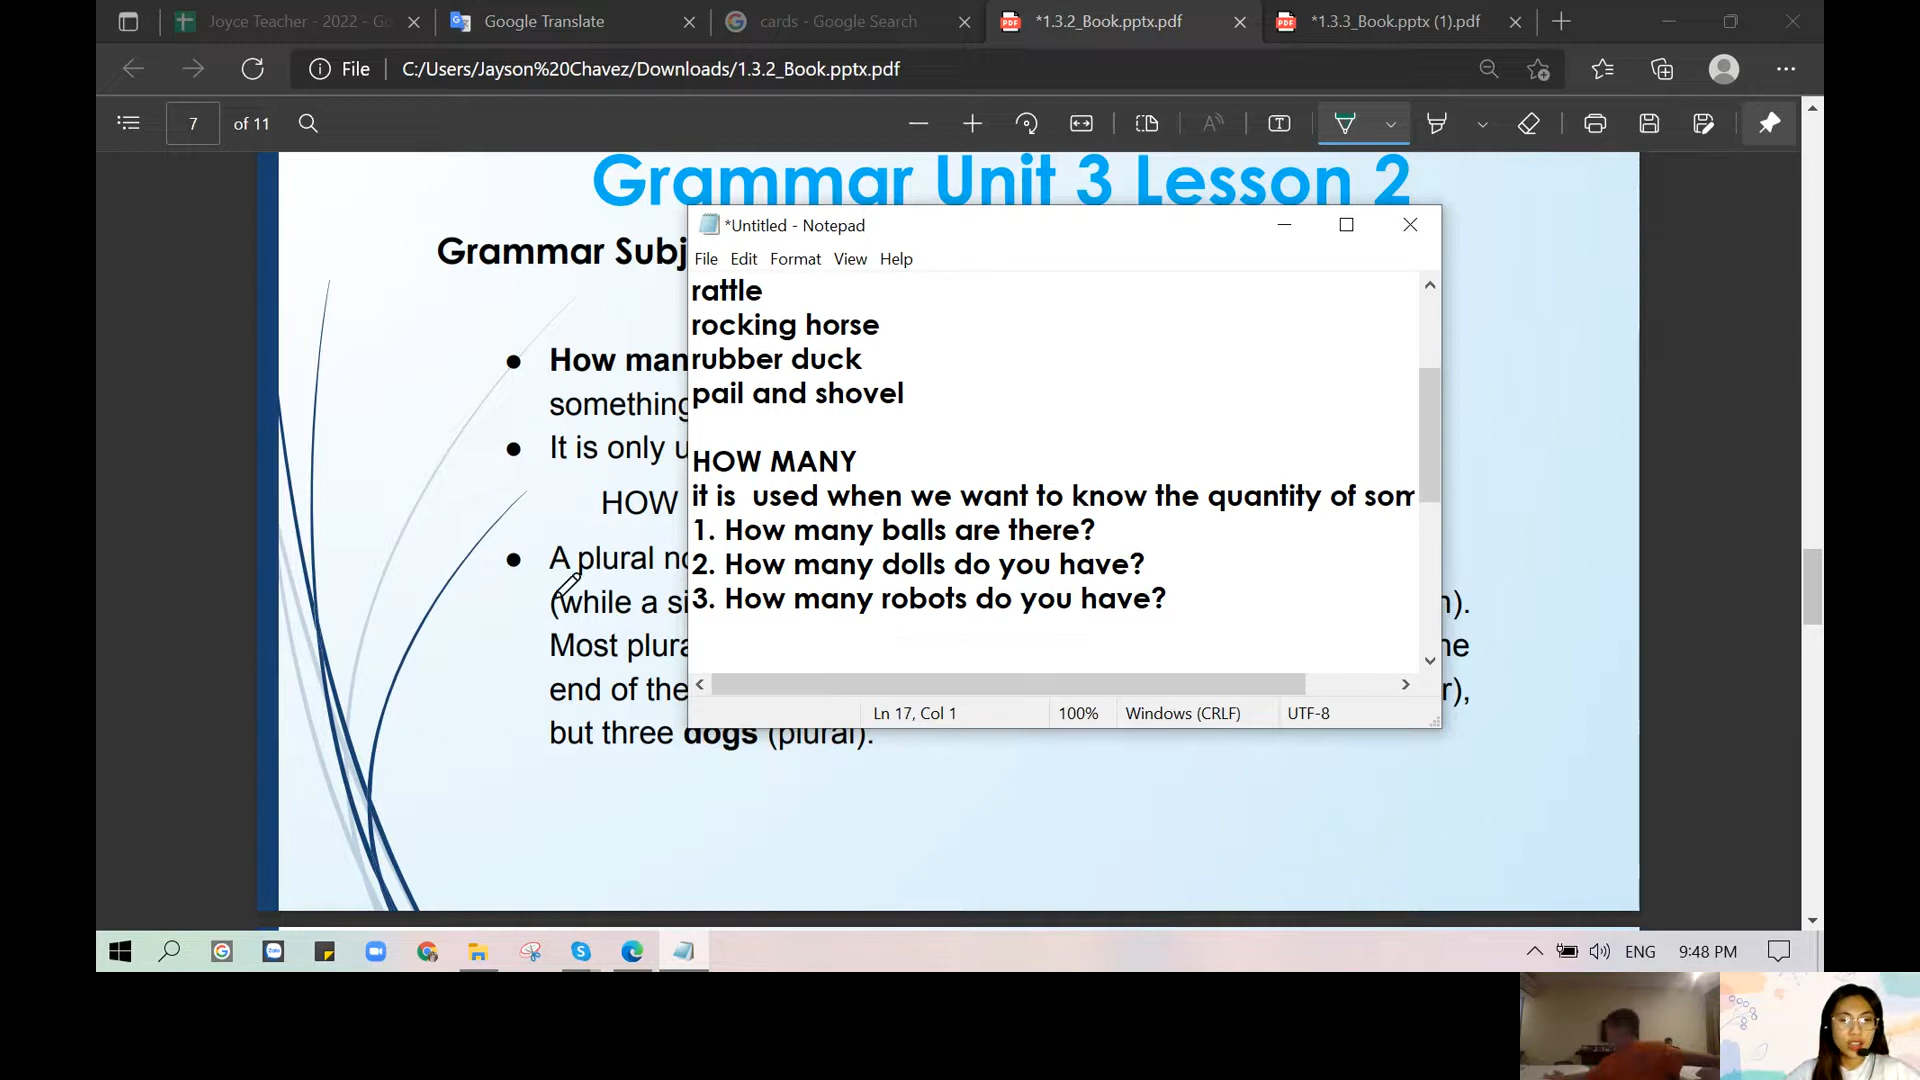 Joyce Teacher - 2022 - Go
Google Translate
cards - Google Search
*1.3.2_Book.pptx.pdf
*1.3.3_Book.pptx (1).pdf
File
C:/Users/Jayson%20Chavez/Downloads/1.3.2_Book.pptx.pdf
7
of 11
Grammar Unit 3 Lesson 2
Grammar Subj
How man
something
It is only u
HOW
A plural no
(while a si
n).
Most plura
ne
end of the
r),
but three dogs (plural).
*Untitled - Notepad
File
Edit
Format
View
Help
rattle
rocking horse
rubber duck
pail and shovel
HOW MANY
it is  used when we want to know the quantity of som
1. How many balls are there?
2. How many dolls do you have?
3. How many robots do you have?
Ln 17, Col 1
100%
Windows (CRLF)
UTF-8
ENG
9:48 PM